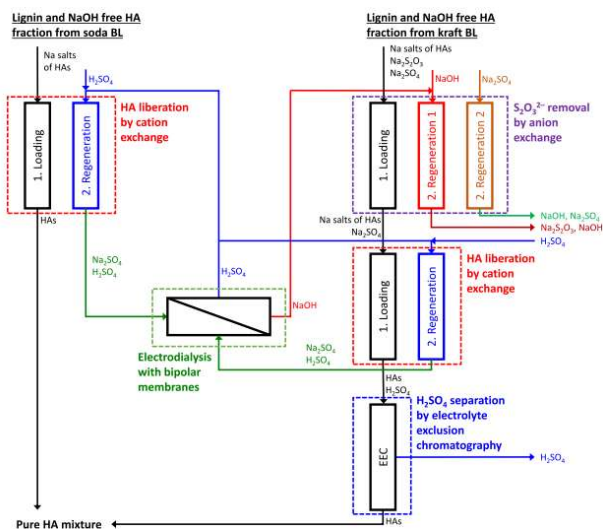 Lignin and NaOH free HA
fraction from soda BL
Lignin and NaOH free HA
fraction from kraft BL
Na salts
of HAs
H₂SO₄
Na salts of HAs
Na₂S₂O₃
Na₂SO₄
NaOH
Na₂SO₄
HA liberation
by cation
exchange
1. Loading
2. Regeneration
1. Loading
2. Regeneration 1
2. Regeneration 2
S₂O₃²⁻ removal
by anion
exchange
HAs
Na salts of HAs
Na₂SO₄
NaOH, Na₂SO₄
Na₂S₂O₃, NaOH
H₂SO₄
Na₂SO₄
H₂SO₄
H₂SO₄
NaOH
1. Loading
2. Regeneration
HA liberation
by cation
exchange
Electrodialysis
with bipolar
membranes
Na₂SO₄
H₂SO₄
HAs
H₂SO₄
EEC
H₂SO₄ separation
by electrolyte
exclusion
chromatography
H₂SO₄
HAs
Pure HA mixture